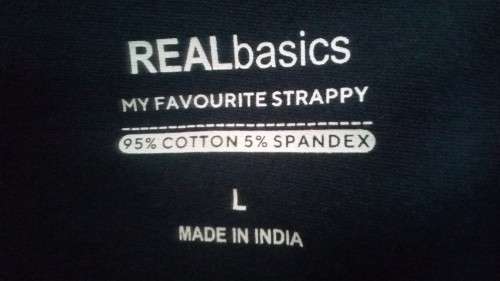 REALbasics
MY FAVOURITE STRAPPY
95% COTTON 5% SPANDEX
L
MADE IN INDIA